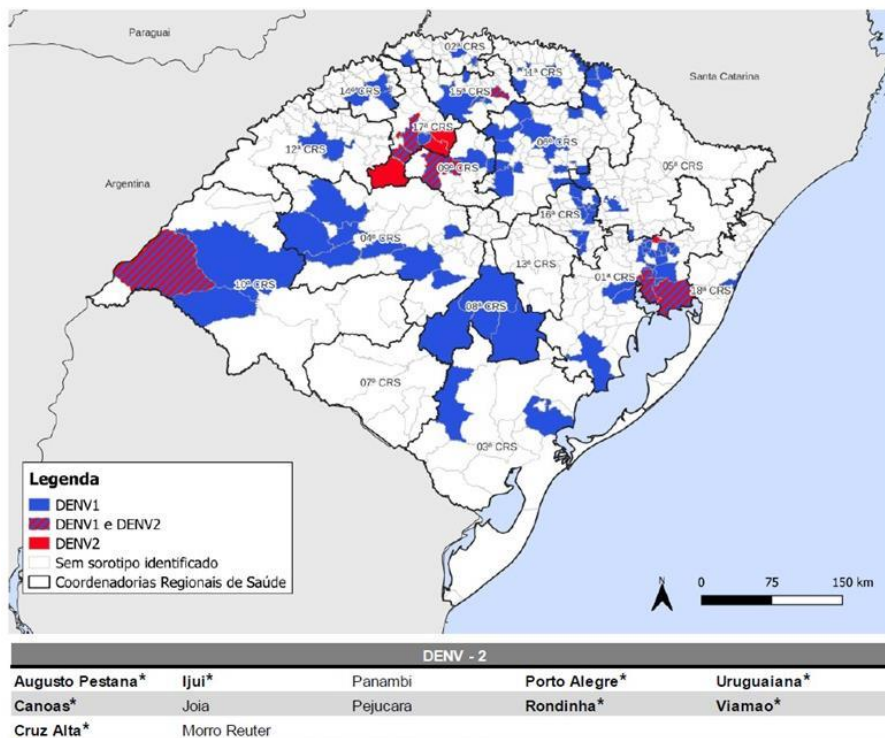 Paraguai
Santa Catarina
Argentina
02ª CRS
11ª CRS
15ª CRS
14ª CRS
17ª CRS
12ª CRS
06ª CRS
09ª CRS
05ª CRS
16ª CRS
04ª CRS
13ª CRS
01ª CRS
18ª CRS
10ª CRS
08ª CRS
07ª CRS
03ª CRS
Legenda
DENV1
DENV1 e DENV2
DENV2
Sem sorotipo identificado
Coordenadorias Regionais de Saúde
N
0 75 150 km
DENV - 2
Augusto Pestana* Ijui* Panambi Porto Alegre* Uruguaiana*
Canoas* Joia Pejucara Rondinha* Viamao*
Cruz Alta* Morro Reuter